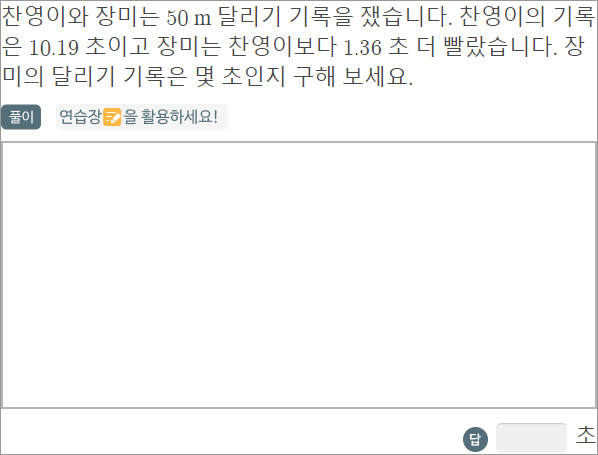 찬영이와 장미는 50 m 달리기 기록을 쟀습니다. 찬영이의 기록
은 10.19 초이고 장미는 찬영이보다 1.36 초 더 빨랐습니다. 장
미의 달리기 기록은 몇 초인지 구해 보세요.
풀이 연습장을 활용하세요!
답 초